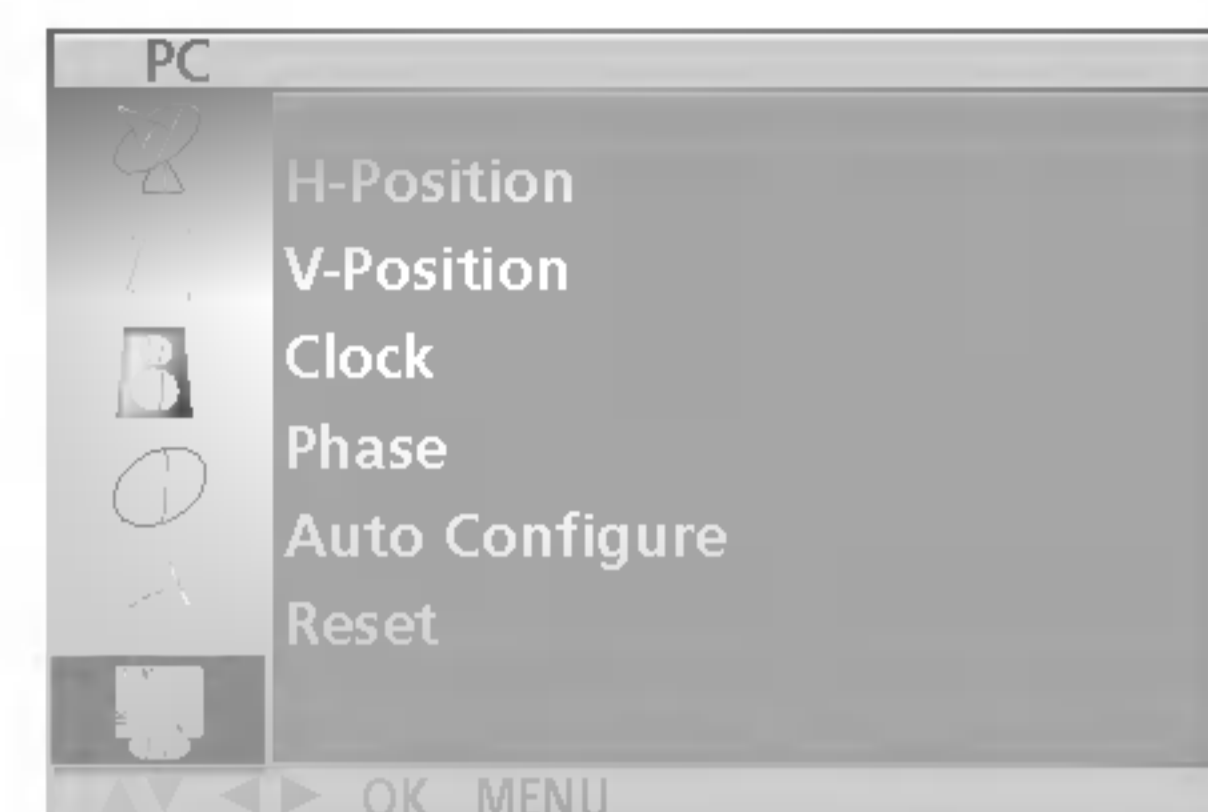 PC
H-Position
V-Position
Clock
Phase
Auto Configure
Reset
▲▼ ◀ ▶ OK MENU